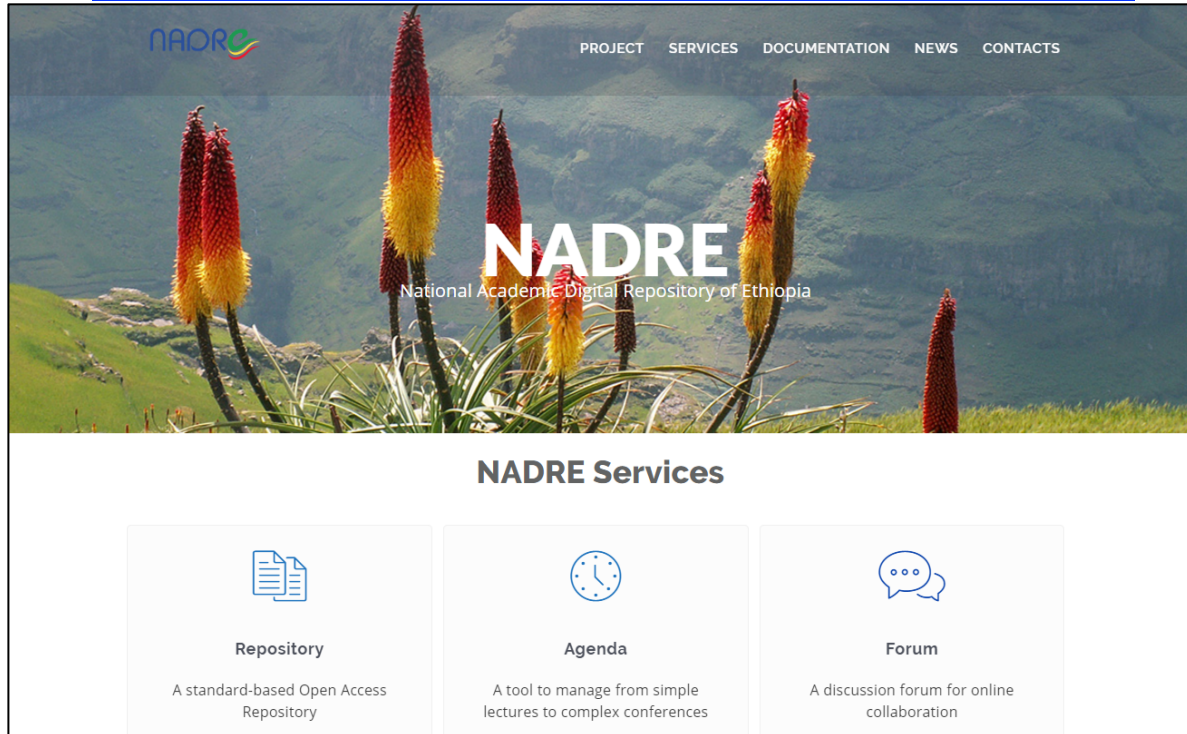 NADRE
PROJECT SERVICES DOCUMENTATION NEWS CONTACTS
NADRE
National Academic Digital Repository of Ethiopia
NADRE Services
Repository
A standard-based Open Access
Repository
Agenda
A tool to manage from simple
lectures to complex conferences
Forum
A discussion forum for online
collaboration